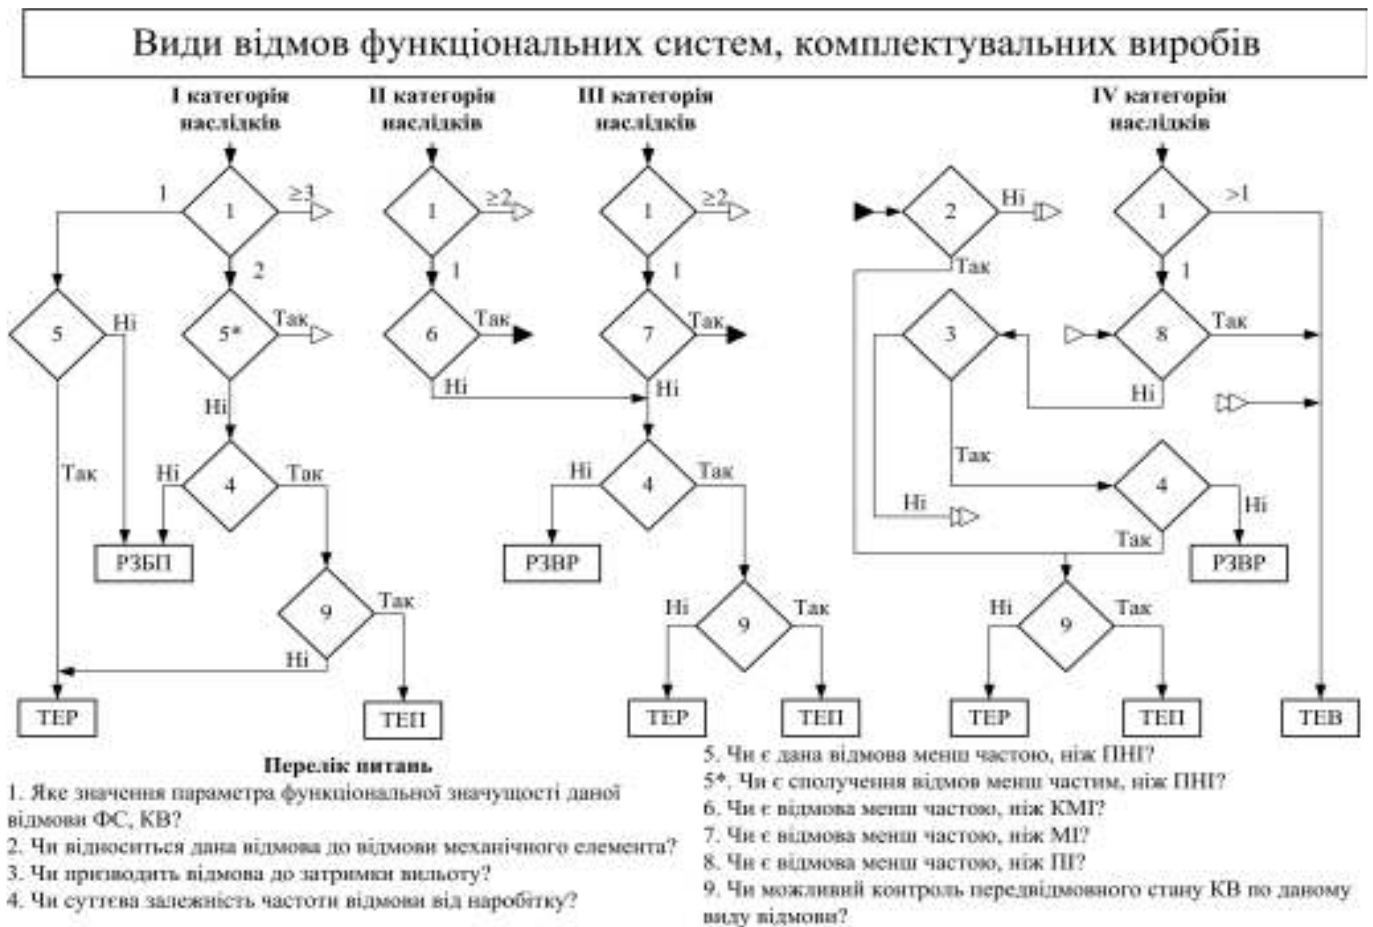 Види відмов функціональних систем, комплектувальних виробів
І категорія
наслідків
ІІ категорія
наслідків
ІІІ категорія
наслідків
IV категорія
наслідків
1
1
≥3
1
≥2
1
≥2
2
Ні
1
>1
2
1
1
Так
1
5
Ні
5*
Так
6
Так
7
Так
3
8
Так
Ні
Ні
Ні
Ні
Так
Ні
4
Так
Ні
4
Так
Так
4
Ні
Ні
Так
РЗБП
РЗВР
РЗВР
9
Так
Ні
Ні
9
Так
Ні
9
Так
ТЕР
ТЕП
ТЕР
ТЕП
ТЕР
ТЕП
ТЕВ
Перелік питань
1. Яке значення параметра функціональної значущості даної
відмови ФС, КВ?
2. Чи відноситься дана відмова до відмови механічного елемента?
3. Чи призводить відмова до затримки вильоту?
4. Чи суттєва залежність частоти відмови від наробітку?
5. Чи є дана відмова менш частою, ніж ПНІ?
5*. Чи є сполучення відмов менш частим, ніж ПНІ?
6. Чи є відмова менш частою, ніж КМІ?
7. Чи є відмова менш частою, ніж МІ?
8. Чи є відмова менш частою, ніж ПІ?
9. Чи можливий контроль передвідмовного стану КВ по даному
виду відмови?